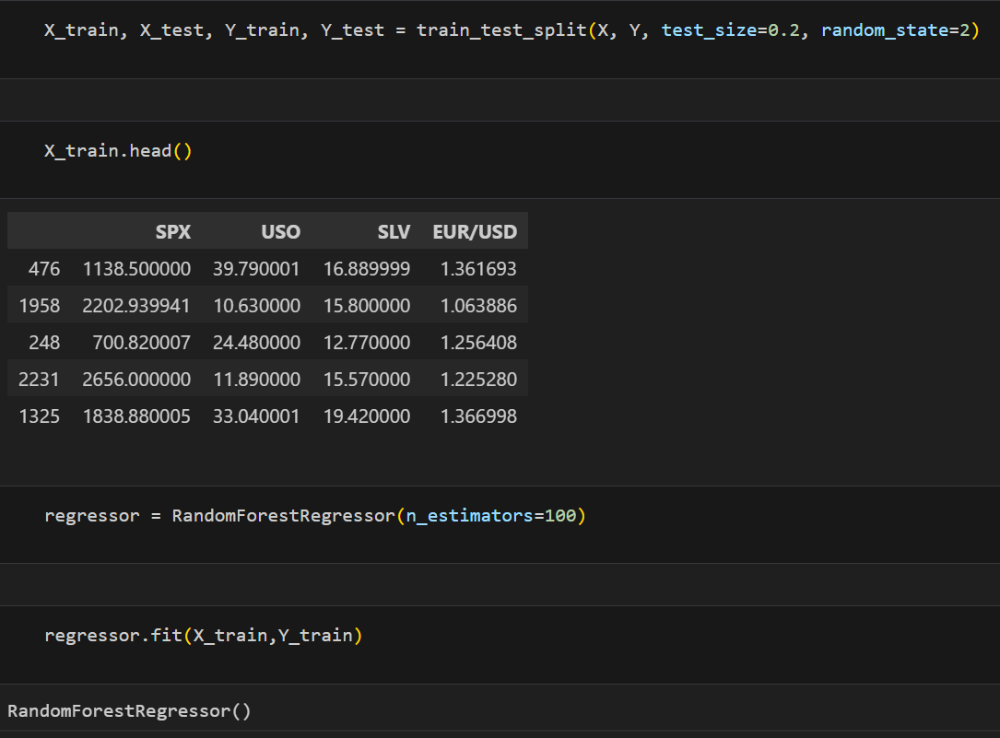 X_train, X_test, Y_train, Y_test = train_test_split(X, Y, test_size=0.2, random_state=2)
X_train.head()
SPX USO SLV EUR/USD
476 1138.500000 39.790001 16.889999 1.361693
1958 2202.939941 10.630000 15.800000 1.063886
248 700.820007 24.480000 12.770000 1.256408
2231 2656.000000 11.890000 15.570000 1.225280
1325 1838.880005 33.040001 19.420000 1.366998
regressor = RandomForestRegressor(n_estimators=100)
regressor.fit(X_train,Y_train)
RandomForestRegressor()